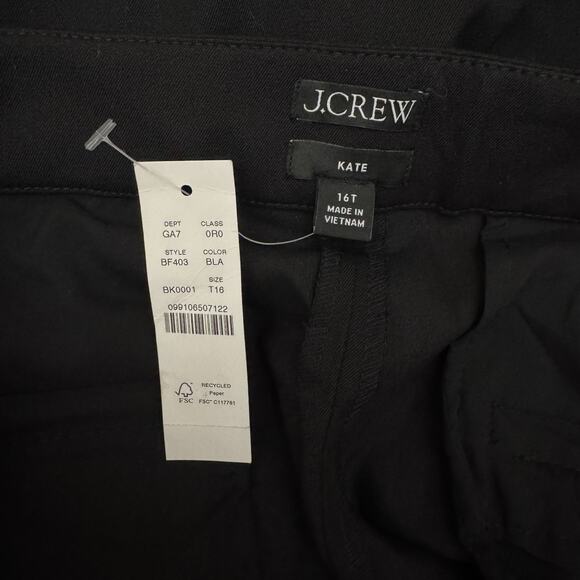 J.CREW
KATE
16T
MADE IN
VIETNAM
DEPT CLASS
GA7 0R0
STYLE COLOR
BF403 BLA
SIZE
BK0001 T16
099106507122
RECYCLED
Paper
FSC FSC™ C117761